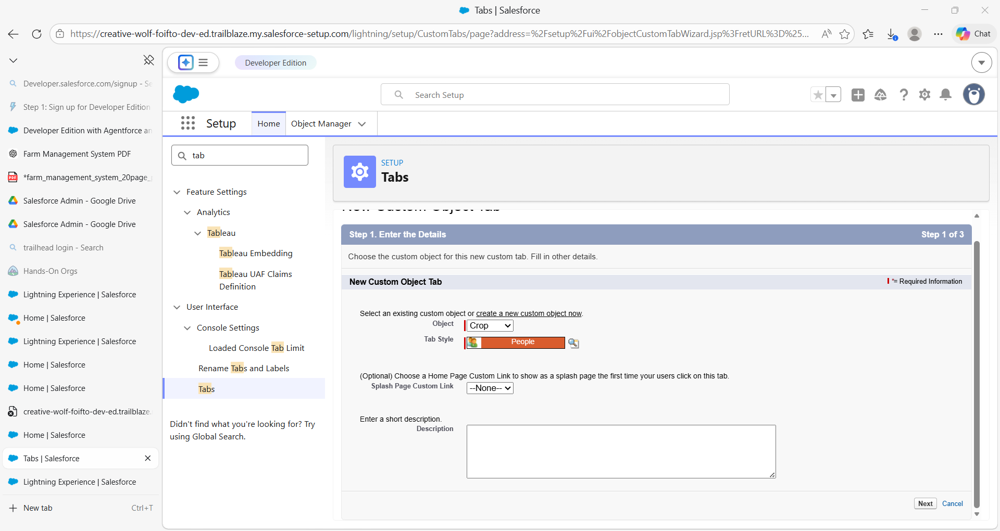 Tabs | Salesforce
https://creative-wolf-foifto-dev-ed.trailblaze.my.salesforce-setup.com/lightning/setup/CustomTabs/page?address=%2Fsetup%2Fui%2FobjectCustomTabWizard.jsp%3FretURL%3D%25...
Chat
Developer.salesforce.com/signup - Se
Step 1: Sign up for Developer Edition
Developer Edition with Agentforce an
Farm Management System PDF
*farm_management_system_20page_
Salesforce Admin - Google Drive
Salesforce Admin - Google Drive
trailhead login - Search
Hands-On Orgs
Lightning Experience | Salesforce
Home | Salesforce
Lightning Experience | Salesforce
Home | Salesforce
Home | Salesforce
creative-wolf-foifto-dev-ed.trailblaze.
Home | Salesforce
Tabs | Salesforce
Lightning Experience | Salesforce
New tab Ctrl+T
Developer Edition
Search Setup
Setup
Home
Object Manager
tab
Feature Settings
Analytics
Tableau
Tableau Embedding
Tableau UAF Claims
Definition
User Interface
Console Settings
Loaded Console Tab Limit
Rename Tabs and Labels
Tabs
Didn't find what you're looking for? Try
using Global Search.
SETUP
Tabs
New Custom Object Tab
Step 1. Enter the Details Step 1 of 3
Choose the custom object for this new custom tab. Fill in other details.
New Custom Object Tab *= Required Information
Select an existing custom object or create a new custom object now.
Object Crop
Tab Style People
(Optional) Choose a Home Page Custom Link to show as a splash page the first time your users click on this tab.
Splash Page Custom Link --None--
Enter a short description.
Description
Next Cancel